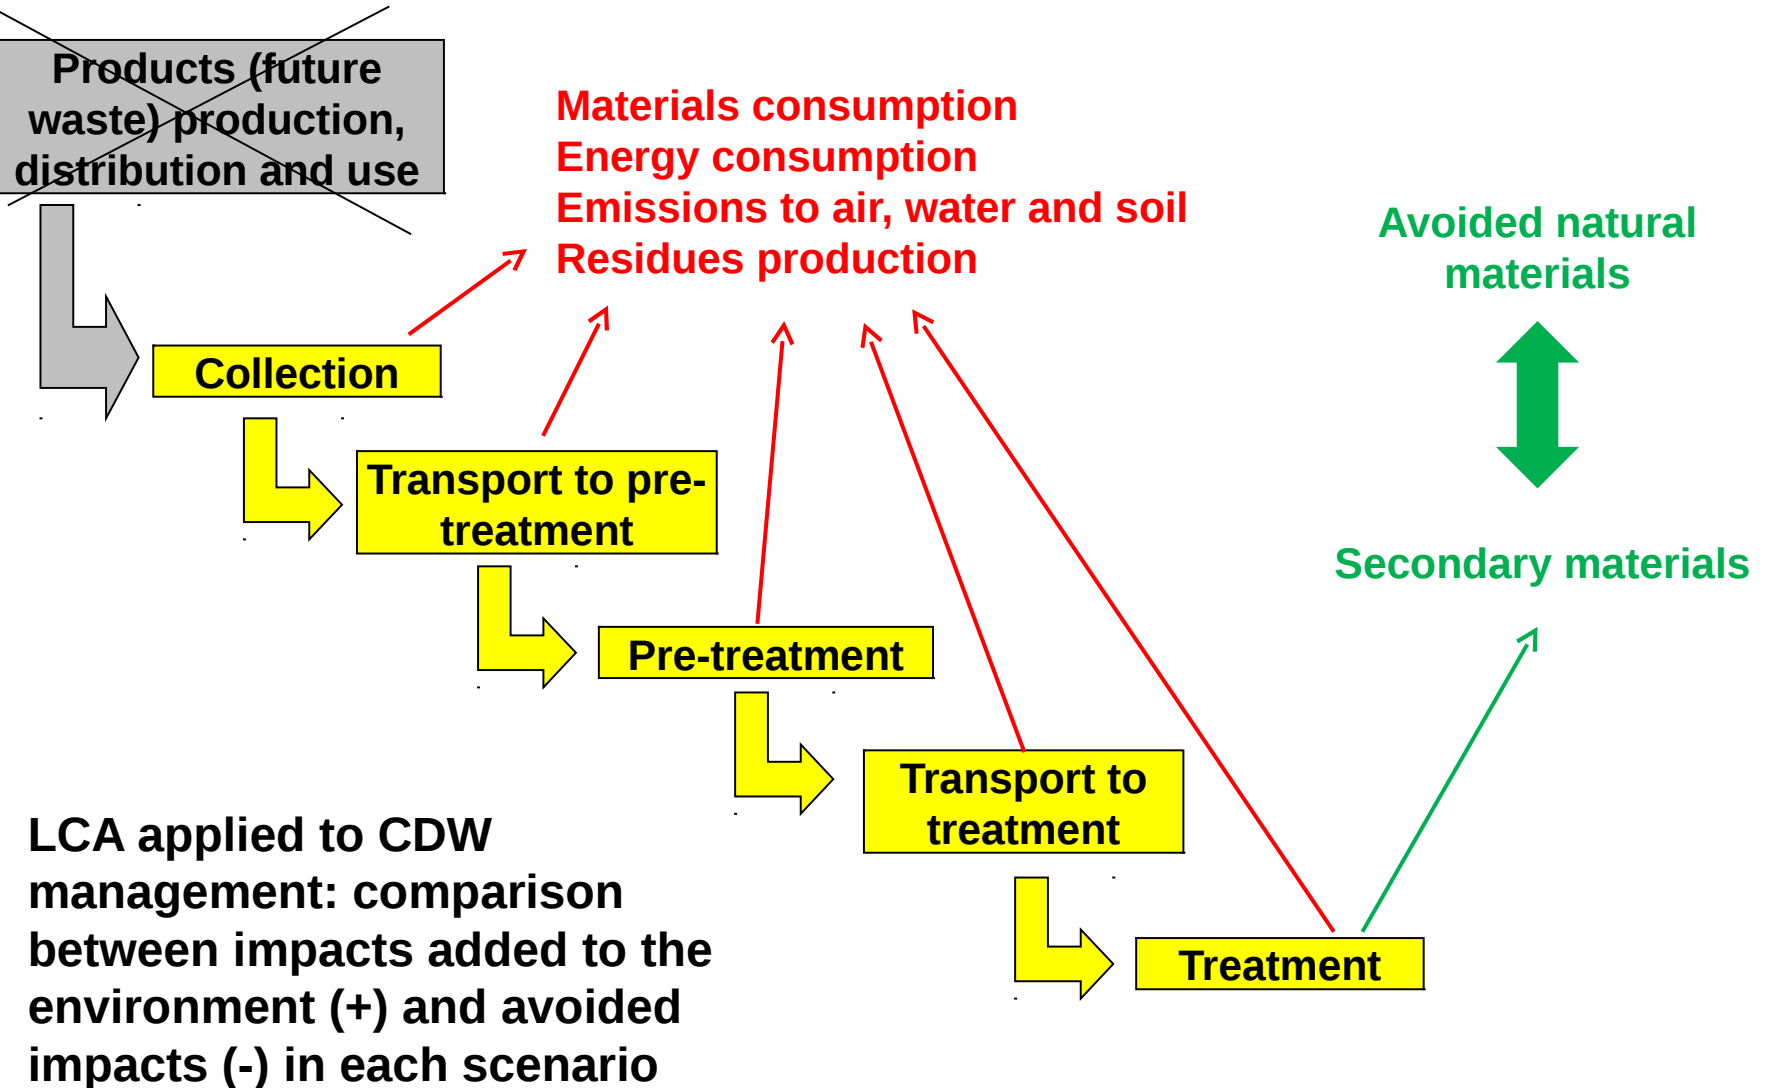 Products (future
waste) production,
distribution and use
Materials consumption
Energy consumption
Emissions to air, water and soil
Residues production
Avoided natural
materials
Collection
Transport to pre-
treatment
Secondary materials
Pre-treatment
Transport to
treatment
Treatment
LCA applied to CDW
management: comparison
between impacts added to the
environment (+) and avoided
impacts (-) in each scenario